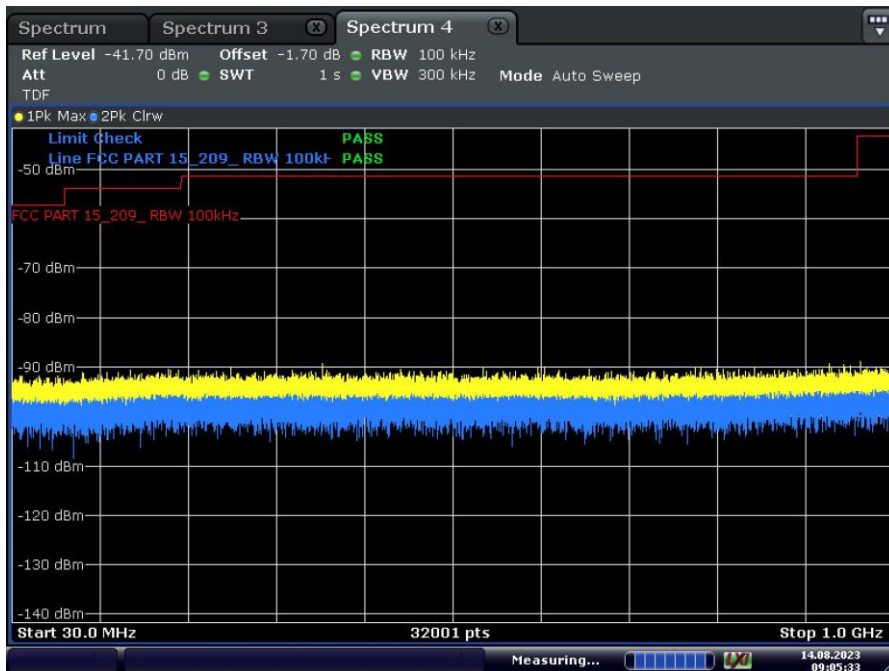 Spectrum Spectrum 3 X Spectrum 4 X
Ref Level -41.70 dBm Offset -1.70 dB RBW 100 kHz
Att 0 dB SWT 1 s VBW 300 kHz Mode Auto Sweep
TDF
1Pk Max 2Pk Clrw
Limit Check PASS
Line FCC PART 15_209_ RBW 100kH PASS
-50 dBm
FCC PART 15_209_ RBW 100kHz
-70 dBm
-80 dBm
-90 dBm
-110 dBm
-120 dBm
-130 dBm
-140 dBm
Start 30.0 MHz 32001 pts Stop 1.0 GHz
Measuring... LXI 14.08.2023
09:05:33